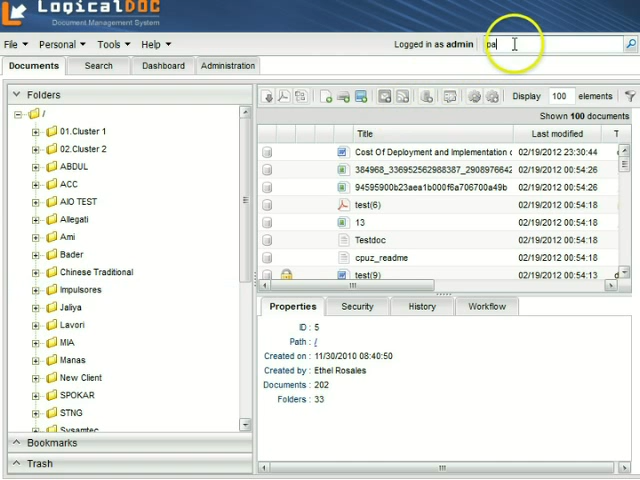 LogicalDOC
Document Management System
File Personal Tools Help Logged in as admin pa
Documents Search Dashboard Administration
Folders
/
01.Cluster 1
02.Cluster 2
ABDUL
ACC
AIO TEST
Allegati
Ami
Bader
Chinese Traditional
Impulsores
Jaliya
Lavori
MIA
Manas
New Client
SPOKAR
STNG
Sysamtec
Bookmarks
Trash
Display 100 elements
Shown 100 documents
Title Last modified T
Cost Of Deployment and Implementation o 02/19/2012 23:30:44
384968_336952562988387_2908976642 02/19/2012 00:54:26
94595900b23aea1b000f6a706700a49b 02/19/2012 00:54:26
test(6) 02/19/2012 00:54:18
13 02/19/2012 00:54:18
Testdoc 02/19/2012 00:54:18
cpuz_readme 02/19/2012 00:54:18
test(9) 02/19/2012 00:54:13
Properties Security History Workflow
ID : 5
Path : /
Created on : 11/30/2010 08:40:50
Created by : Ethel Rosales
Documents : 202
Folders : 33